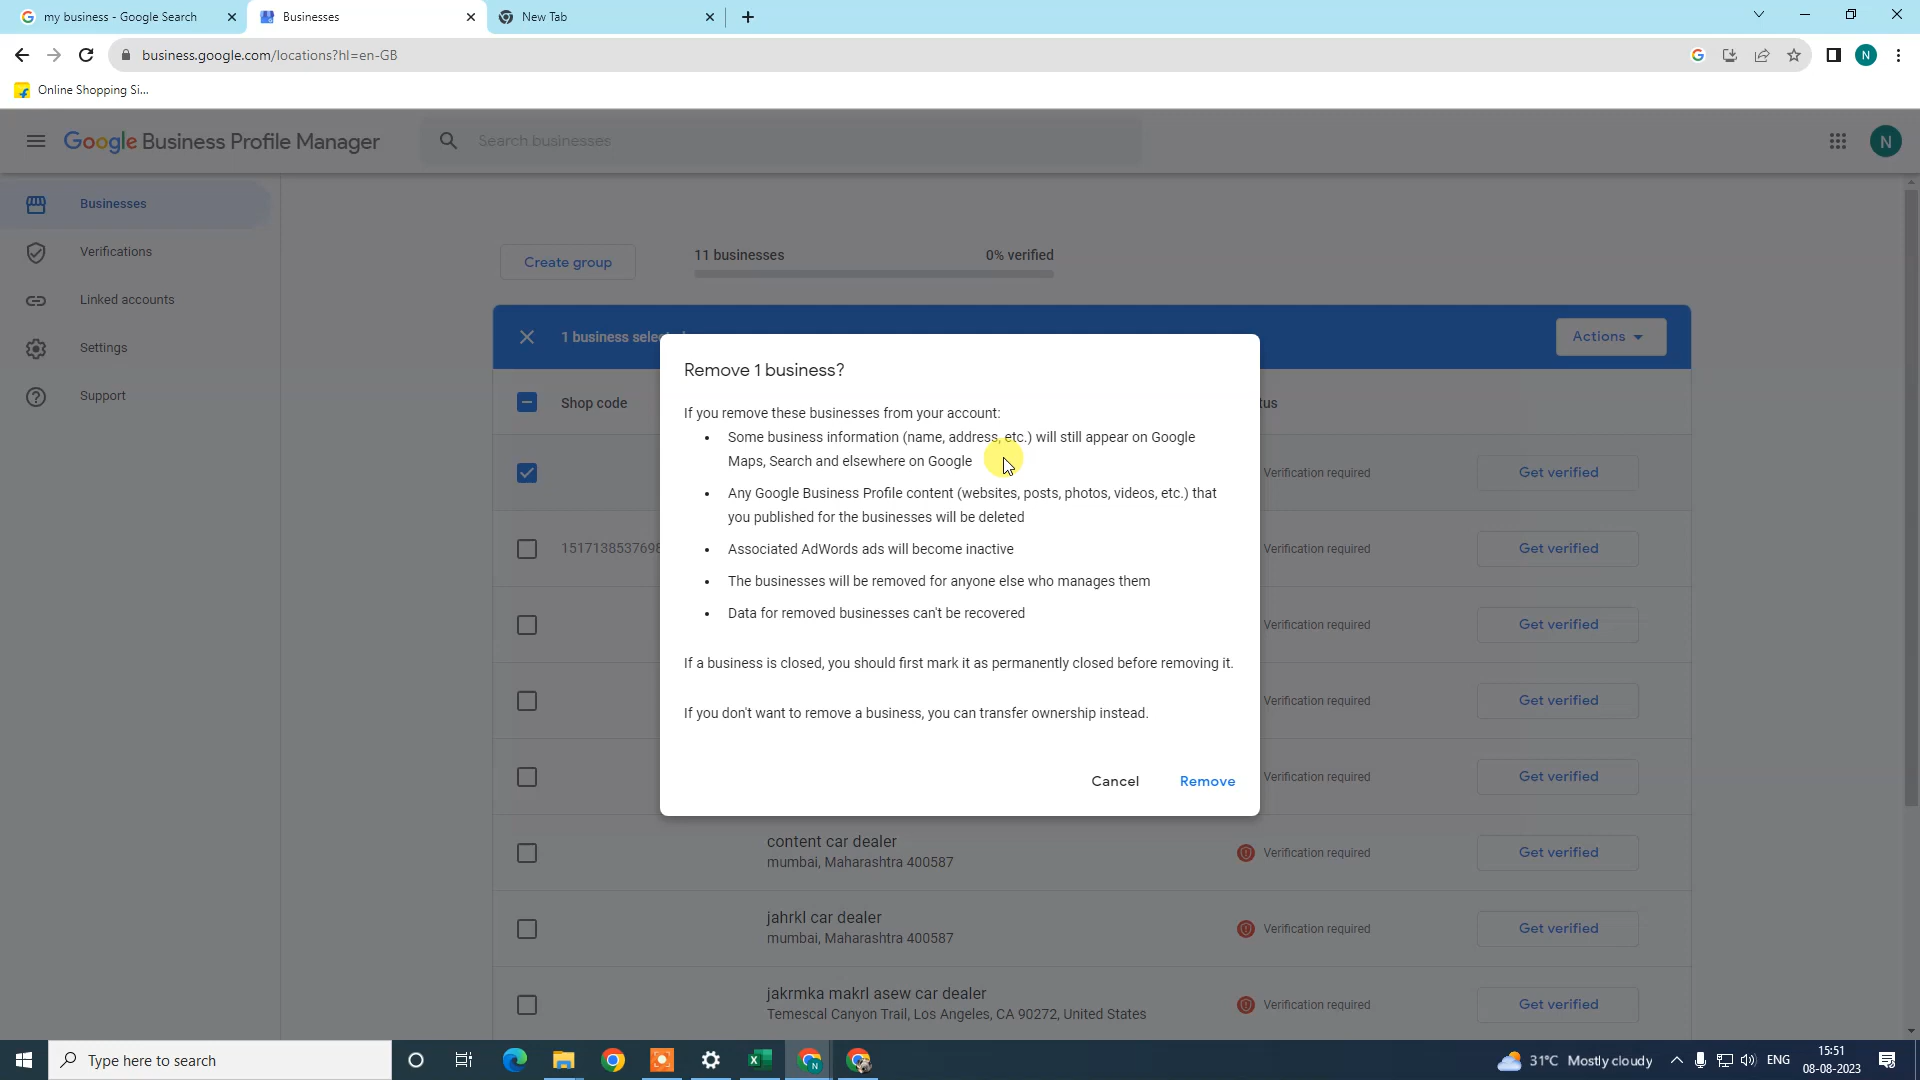 my business - Google Search
Businesses
New Tab
business.google.com/locations?hl=en-GB
N
Online Shopping Si...
Google Business Profile Manager
Search businesses
N
Businesses
Verifications
Linked accounts
Settings
Support
Create group
11 businesses
0% verified
1 business selec
Actions
Shop code
tus
Verification required
Get verified
1517138537698
Verification required
Get verified
Verification required
Get verified
Verification required
Get verified
Verification required
Get verified
Remove 1 business?
If you remove these businesses from your account:
• Some business information (name, address, etc.) will still appear on Google
Maps, Search and elsewhere on Google
• Any Google Business Profile content (websites, posts, photos, videos, etc.) that
you published for the businesses will be deleted
• Associated AdWords ads will become inactive
• The businesses will be removed for anyone else who manages them
• Data for removed businesses can't be recovered
If a business is closed, you should first mark it as permanently closed before removing it.
If you don't want to remove a business, you can transfer ownership instead.
Cancel
Remove
content car dealer
mumbai, Maharashtra 400587
Verification required
Get verified
jahrkl car dealer
mumbai, Maharashtra 400587
Verification required
Get verified
jakrmka makrl asew car dealer
Temescal Canyon Trail, Los Angeles, CA 90272, United States
Verification required
Get verified
Type here to search
31°C Mostly cloudy
ENG
15:51
08-08-2023